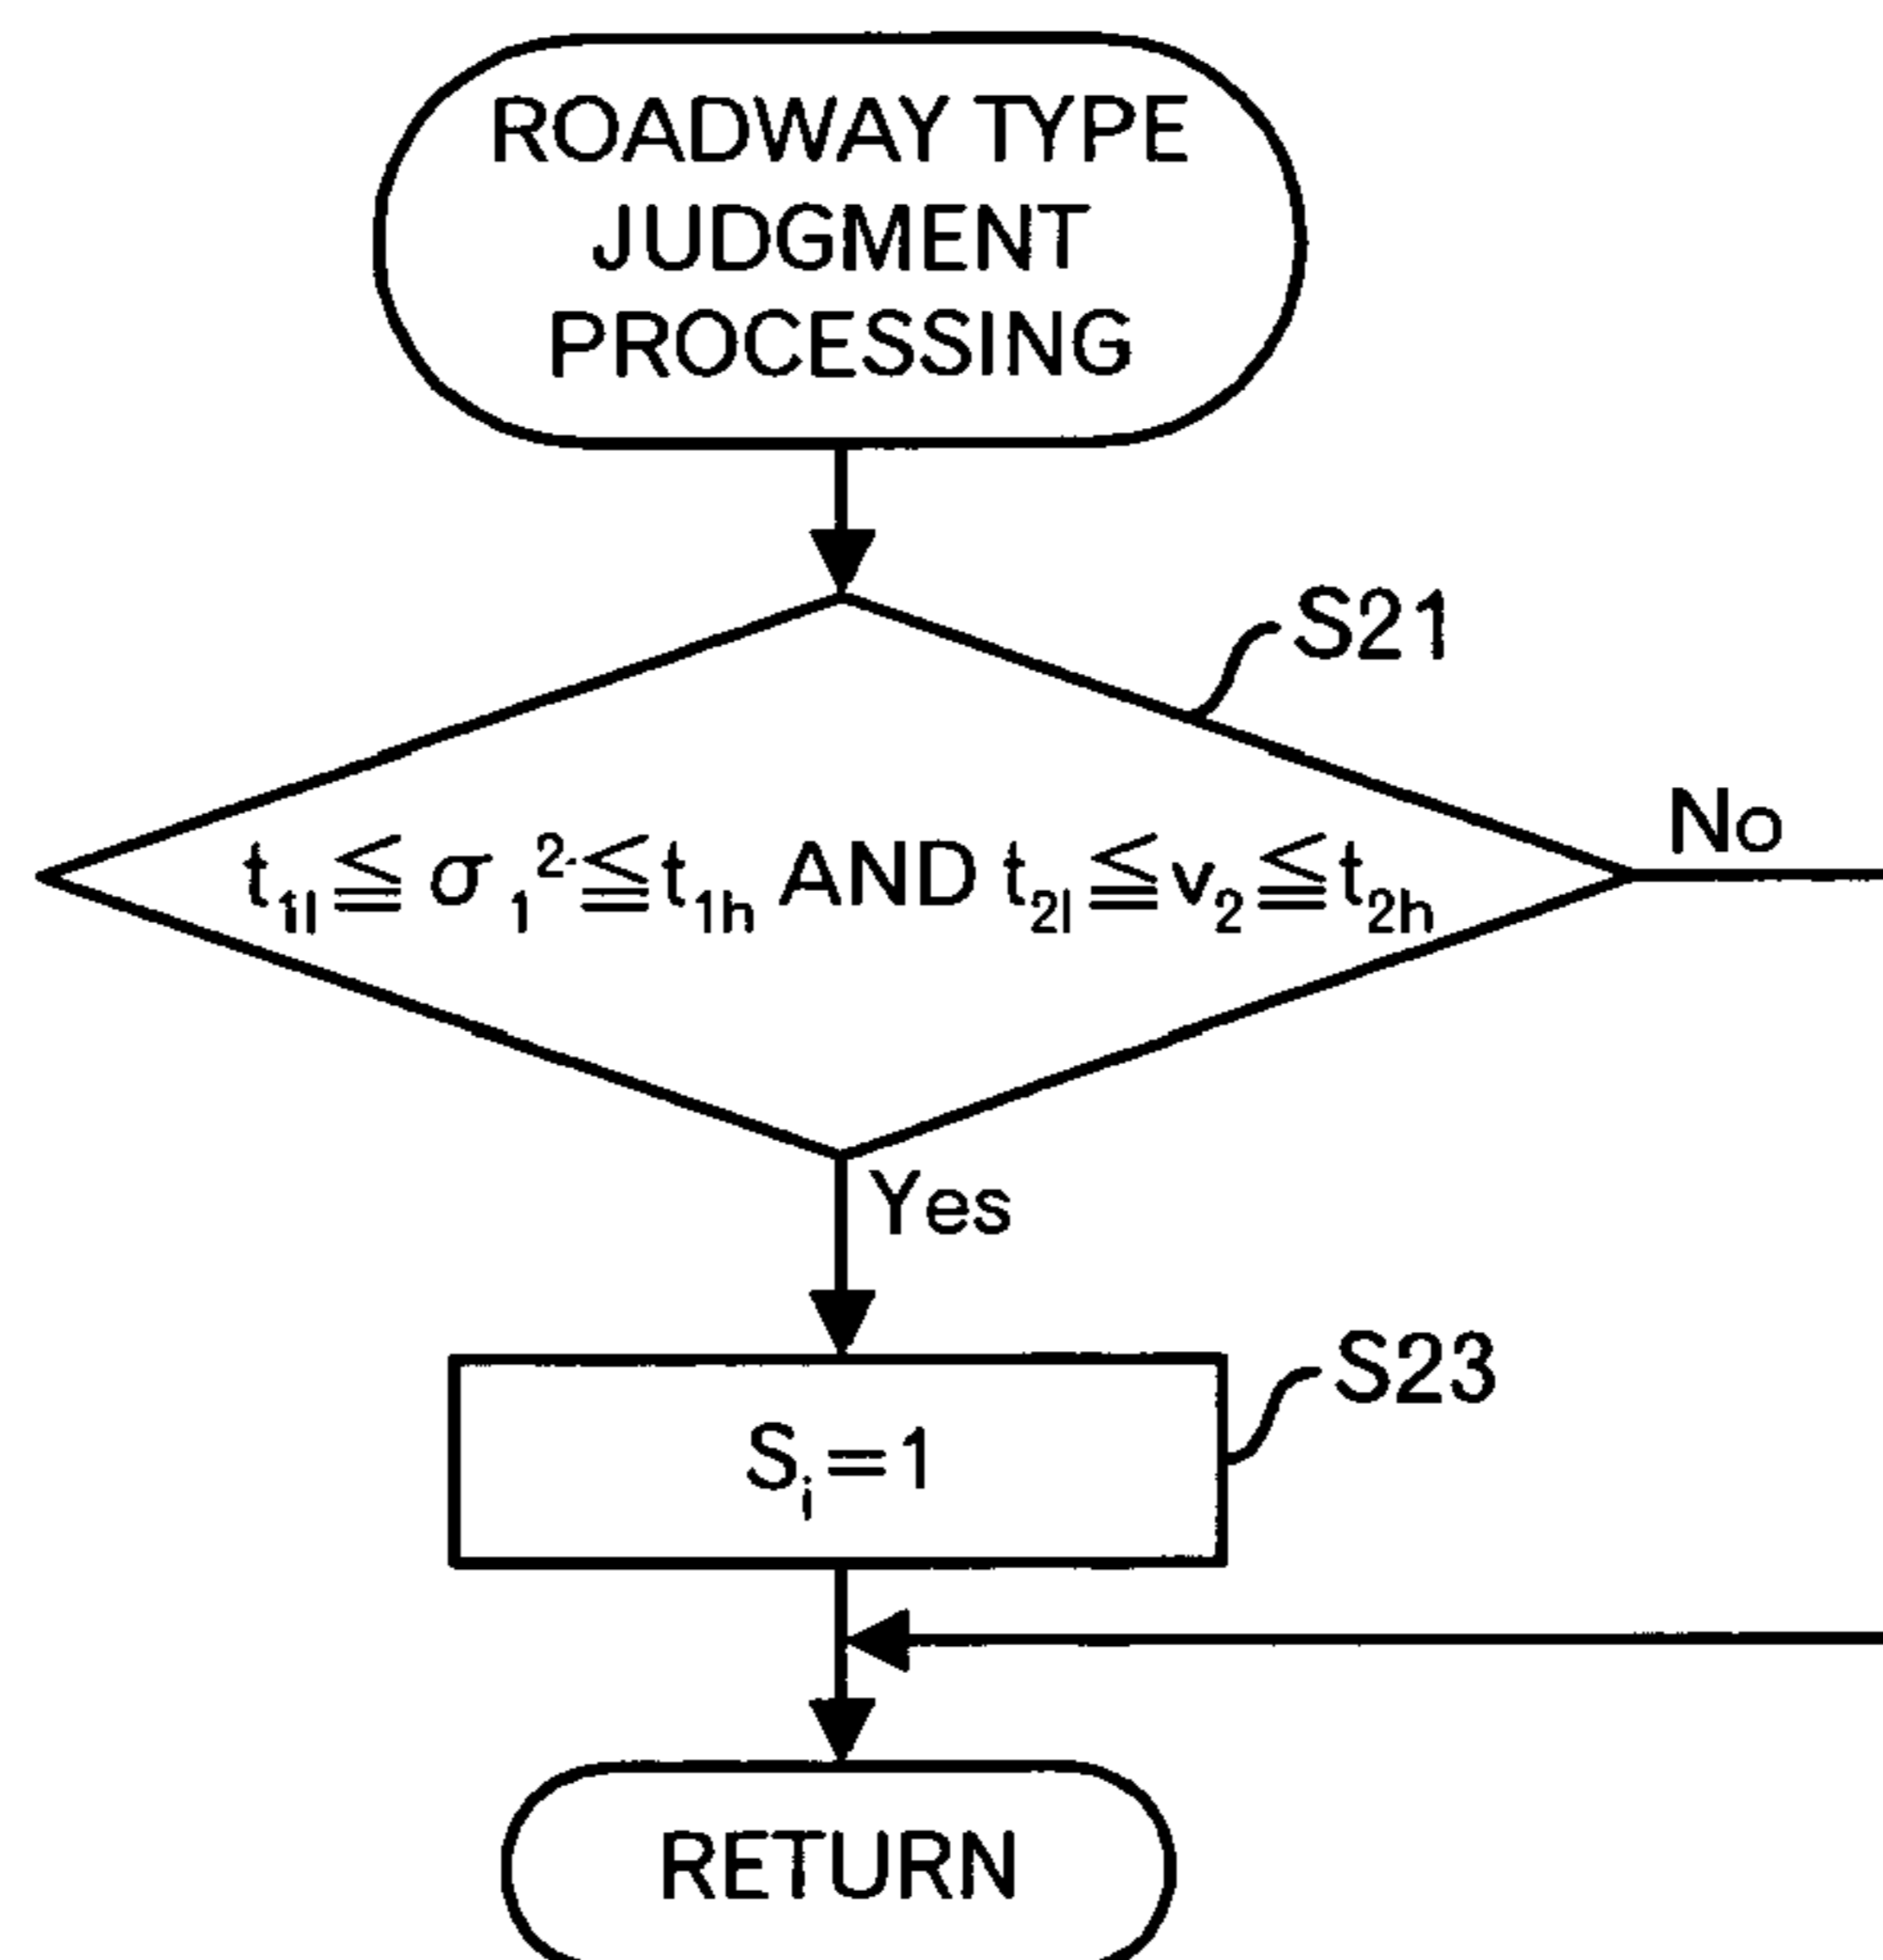 ROADWAY TYPE
JUDGMENT
PROCESSING
S21
No
t₁ₗ ≦ σ₁² ≦ t₁ₕ AND t₂ₗ ≦ v₂ ≦ t₂ₕ
Yes
S23
Sᵢ=1
RETURN